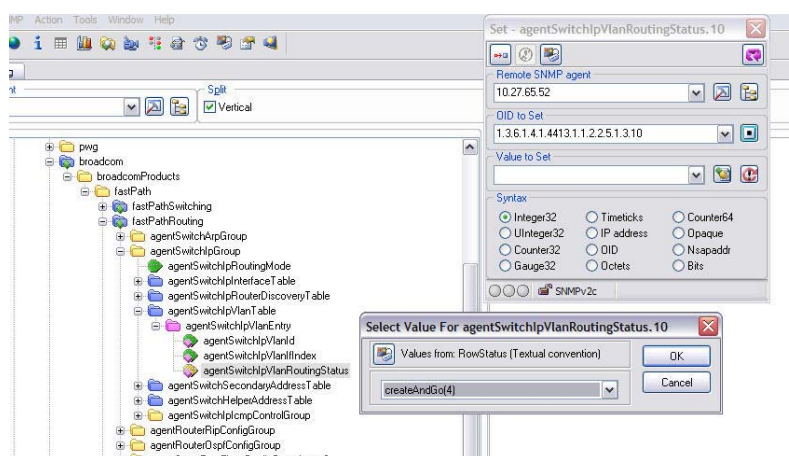 MP Action Tools Window Help
Split
Vertical
pwg
broadcom
broadcomProducts
fastPath
fastPathSwitching
fastPathRouting
agentSwitchArpGroup
agentSwitchIpGroup
agentSwitchIpRoutingMode
agentSwitchIpInterfaceTable
agentSwitchIpRouterDiscoveryTable
agentSwitchIpVlanTable
agentSwitchIpVlanEntry
agentSwitchIpVlanId
agentSwitchIpVlanIfIndex
agentSwitchIpVlanRoutingStatus
agentSwitchSecondaryAddressTable
agentSwitchHelperAddressTable
agentSwitchIpIcmpControlGroup
agentRouterRipConfigGroup
agentRouterOspfConfigGroup
Set - agentSwitchIpVlanRoutingStatus.10
Remote SNMP agent
10.27.65.52
OID to Set
1.3.6.1.4.1.4413.1.1.2.2.5.1.3.10
Value to Set
Syntax
Integer32 Timeticks Counter64
UInteger32 IP address Opaque
Counter32 OID Nsapaddr
Gauge32 Octets Bits
SNMPv2c
Select Value For agentSwitchIpVlanRoutingStatus.10
Values from: RowStatus (Textual convention)
OK
createAndGo(4)
Cancel